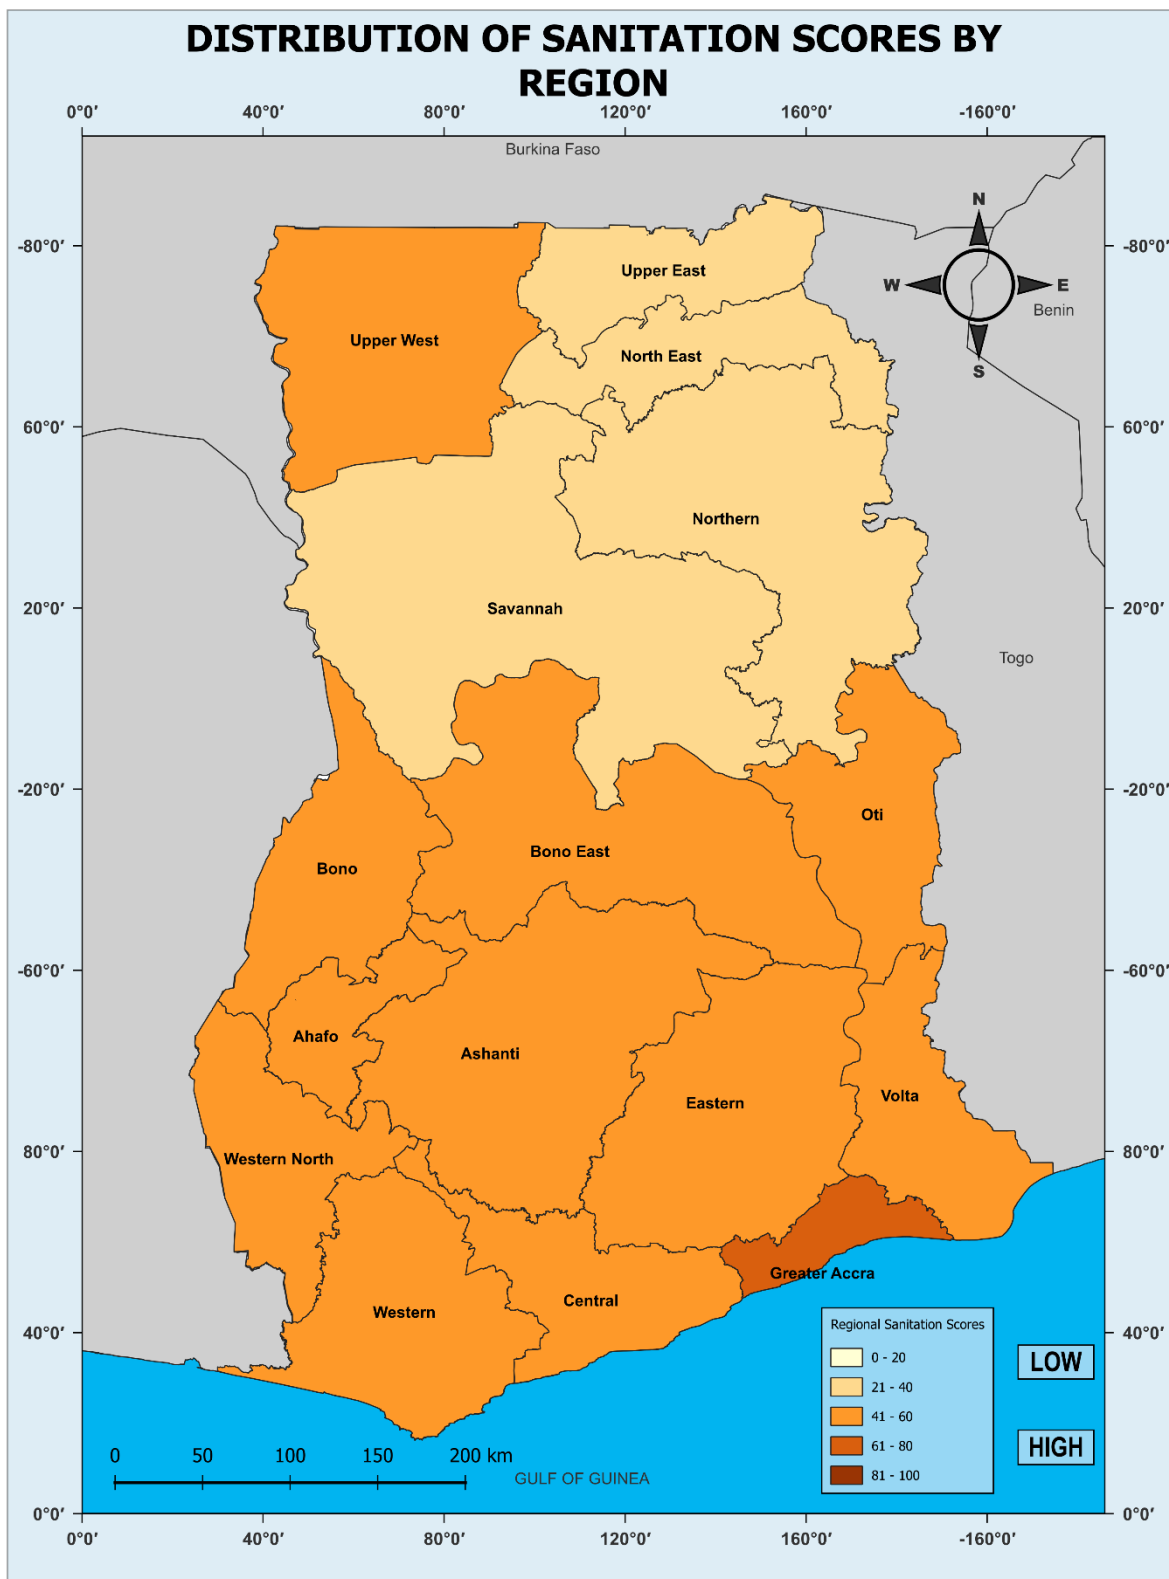 DISTRIBUTION OF SANITATION SCORES BY
REGION
0°0′ 40°0′ 80°0′ 120°0′ 160°0′ -160°0′
Burkina Faso
N
-80°0′ -80°0′
Upper East
W E
Benin
Upper West
North East
S
60°0′ 60°0′
Northern
20°0′ 20°0′
Savannah
Togo
-20°0′ -20°0′
Oti
Bono East
Bono
-60°0′ -60°0′
Ahafo
Ashanti
Volta
Eastern
80°0′ 80°0′
Western North
Greater Accra
Central
Western
Regional Sanitation Scores
40°0′ 40°0′
0 - 20
LOW
21 - 40
41 - 60
61 - 80
HIGH
81 - 100
0 50 100 150 200 km
GULF OF GUINEA
0°0′ 0°0′
0°0′ 40°0′ 80°0′ 120°0′ 160°0′ -160°0′